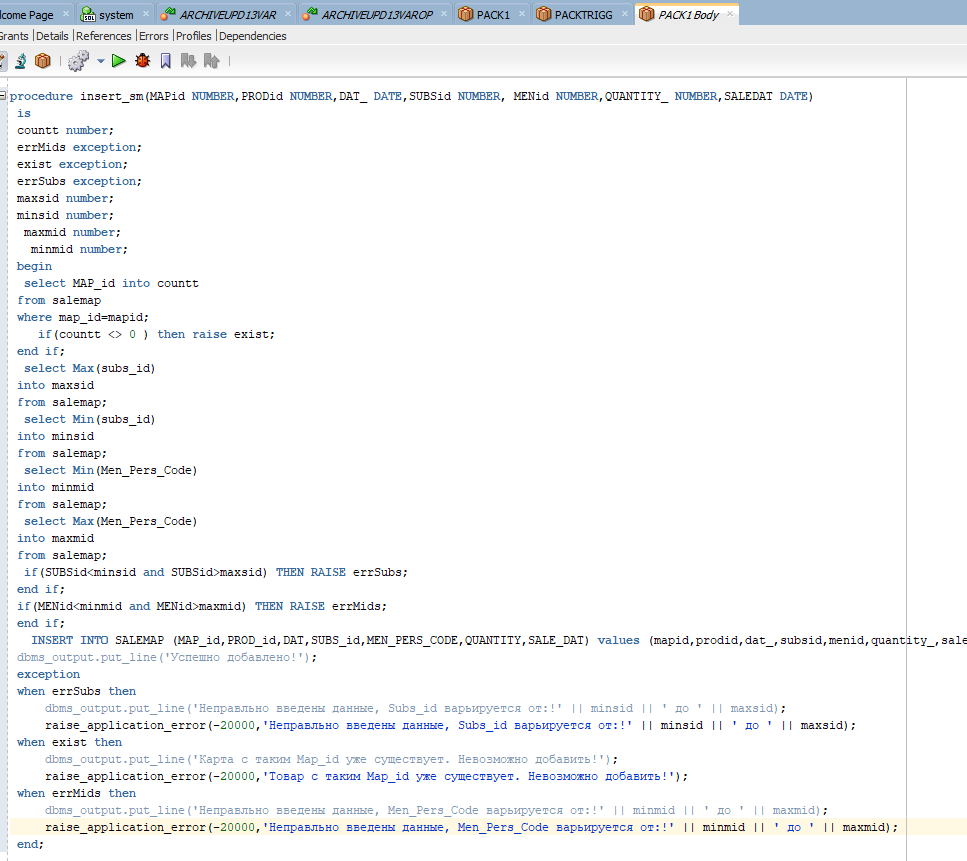 lcome Page
system
ARCHIVEUPD13VAR
ARCHIVEUPD13VAROP
PACK1
PACKTRIGG
PACK1 Body
Grants | Details | References | Errors | Profiles | Dependencies
procedure insert_sm(MAPid NUMBER,PRODid NUMBER,DAT_ DATE,SUBSid NUMBER, MENid NUMBER,QUANTITY_ NUMBER,SALEDAT DATE)
is
countt number;
errMids exception;
exist exception;
errSubs exception;
maxsid number;
minsid number;
maxmid number;
minmid number;
begin
select MAP_id into countt
from salemap
where map_id=mapid;
if(countt <> 0 ) then raise exist;
end if;
select Max(subs_id)
into maxsid
from salemap;
select Min(subs_id)
into minsid
from salemap;
select Min(Men_Pers_Code)
into minmid
from salemap;
select Max(Men_Pers_Code)
into maxmid
from salemap;
if(SUBSid<minsid and SUBSid>maxsid) THEN RAISE errSubs;
end if;
if(MENid<minmid and MENid>maxmid) THEN RAISE errMids;
end if;
INSERT INTO SALEMAP (MAP_id,PROD_id,DAT,SUBS_id,MEN_PERS_CODE,QUANTITY,SALE_DAT) values (mapid,prodid,dat_,subsid,menid,quantity_,sale
dbms_output.put_line('Успешно добавлено!');
exception
when errSubs then
dbms_output.put_line('Неправльно введены данные, Subs_id варьируется от:!' || minsid || ' до ' || maxsid);
raise_application_error(-20000,'Неправльно введены данные, Subs_id варьируется от:!' || minsid || ' до ' || maxsid);
when exist then
dbms_output.put_line('Карта с таким Map_id уже существует. Невозможно добавить!');
raise_application_error(-20000,'Товар с таким Map_id уже существует. Невозможно добавить!');
when errMids then
dbms_output.put_line('Неправльно введены данные, Men_Pers_Code варьируется от:!' || minmid || ' до ' || maxmid);
raise_application_error(-20000,'Неправльно введены данные, Men_Pers_Code варьируется от:!' || minmid || ' до ' || maxmid);
end;